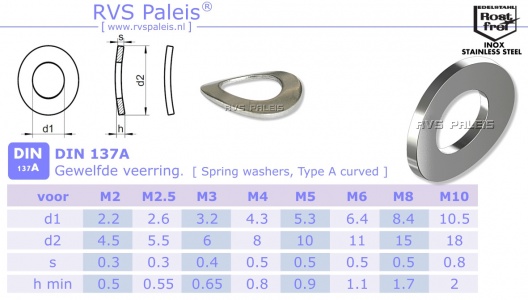 RVS Paleis®
[ www.rvspaleis.nl ]
EDELSTAHL
Rostfrei
INOX
STAINLESS STEEL
s
d2
d1
h
RVS PALEIS
RVS PALEIS
DIN
137A
DIN 137A
Gewelfde veerring. [ Spring washers, Type A curved ]
voor M2 M2.5 M3 M4 M5 M6 M8 M10
d1 2.2 2.6 3.2 4.3 5.3 6.4 8.4 10.5
d2 4.5 5.5 6 8 10 11 15 18
s 0.3 0.3 0.4 0.5 0.5 0.5 0.5 0.8
h min 0.5 0.55 0.65 0.8 0.9 1.1 1.7 2